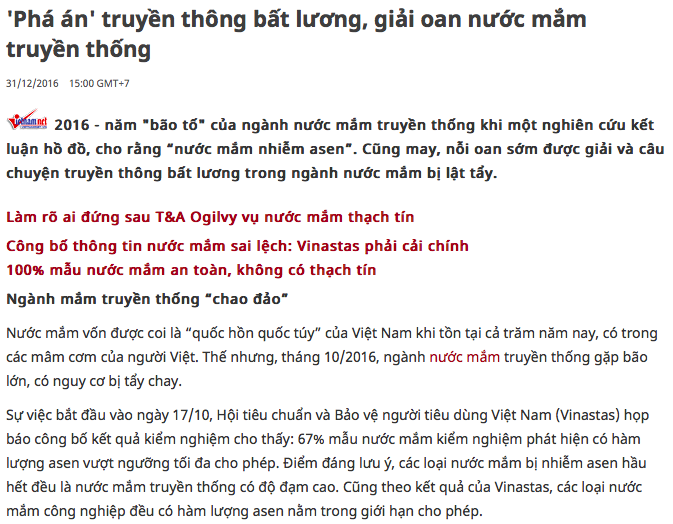 'Phá án' truyền thông bất lương, giải oan nước mắm
truyền thống
31/12/2016 15:00 GMT+7
Vietnamnet 2016 - năm "bão tố" của ngành nước mắm truyền thống khi một nghiên cứu kết
luận hồ đồ, cho rằng “nước mắm nhiễm asen”. Cũng may, nỗi oan sớm được giải và câu
chuyện truyền thông bất lương trong ngành nước mắm bị lật tẩy.
Làm rõ ai đứng sau T&A Ogilvy vụ nước mắm thạch tín
Công bố thông tin nước mắm sai lệch: Vinastas phải cải chính
100% mẫu nước mắm an toàn, không có thạch tín
Ngành mắm truyền thống “chao đảo”
Nước mắm vốn được coi là “quốc hồn quốc túy” của Việt Nam khi tồn tại cả trăm năm nay, có trong
các mâm cơm của người Việt. Thế nhưng, tháng 10/2016, ngành nước mắm truyền thống gặp bão
lớn, có nguy cơ bị tẩy chay.
Sự việc bắt đầu vào ngày 17/10, Hội tiêu chuẩn và Bảo vệ người tiêu dùng Việt Nam (Vinastas) họp
báo công bố kết quả kiểm nghiệm cho thấy: 67% mẫu nước mắm kiểm nghiệm phát hiện có hàm
lượng asen vượt ngưỡng tối đa cho phép. Điểm đáng lưu ý, các loại nước mắm bị nhiễm asen hầu
hết đều là nước mắm truyền thống có độ đạm cao. Cũng theo kết quả của Vinastas, các loại nước
mắm công nghiệp đều có hàm lượng asen nằm trong giới hạn cho phép.